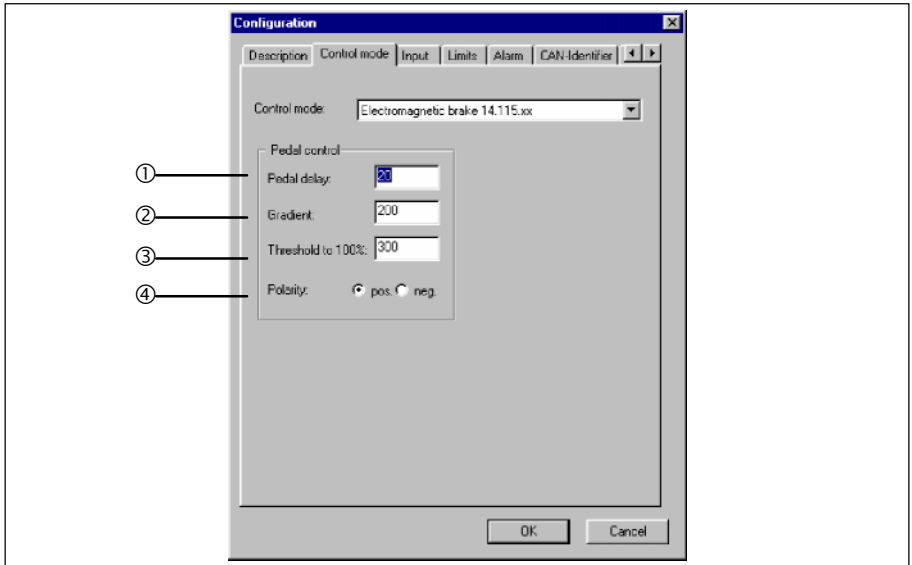 Configuration
Description Control mode Input Limits Alarm CAN-Identifier
Control mode: Electromagnetic brake 14.115.xx
Pedal control
① Pedal delay: 20
② Gradient: 200
③ Threshold to 100%: 300
④ Polarity: pos. neg.
OK Cancel